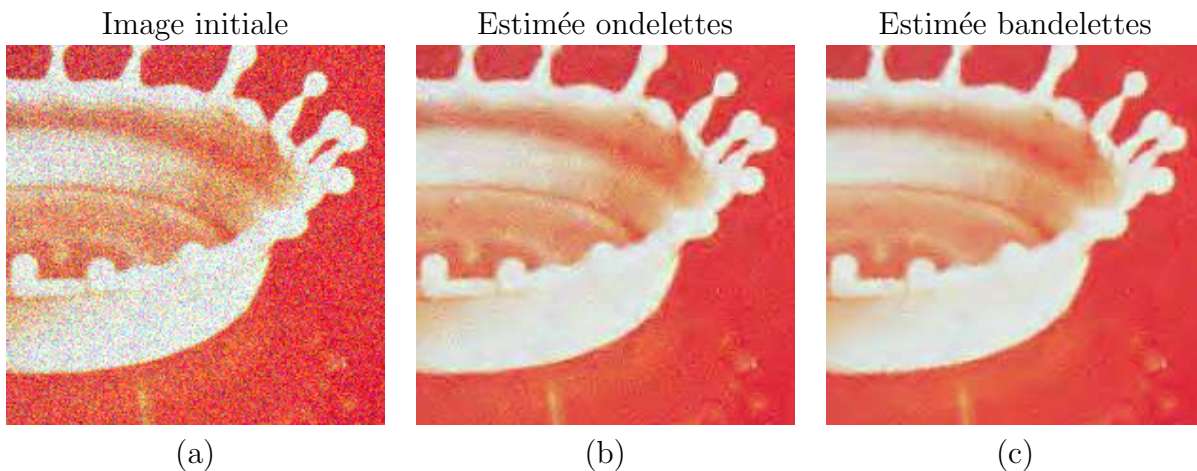 Image initiale
Estimée ondelettes
Estimée bandelettes
(a)
(b)
(c)